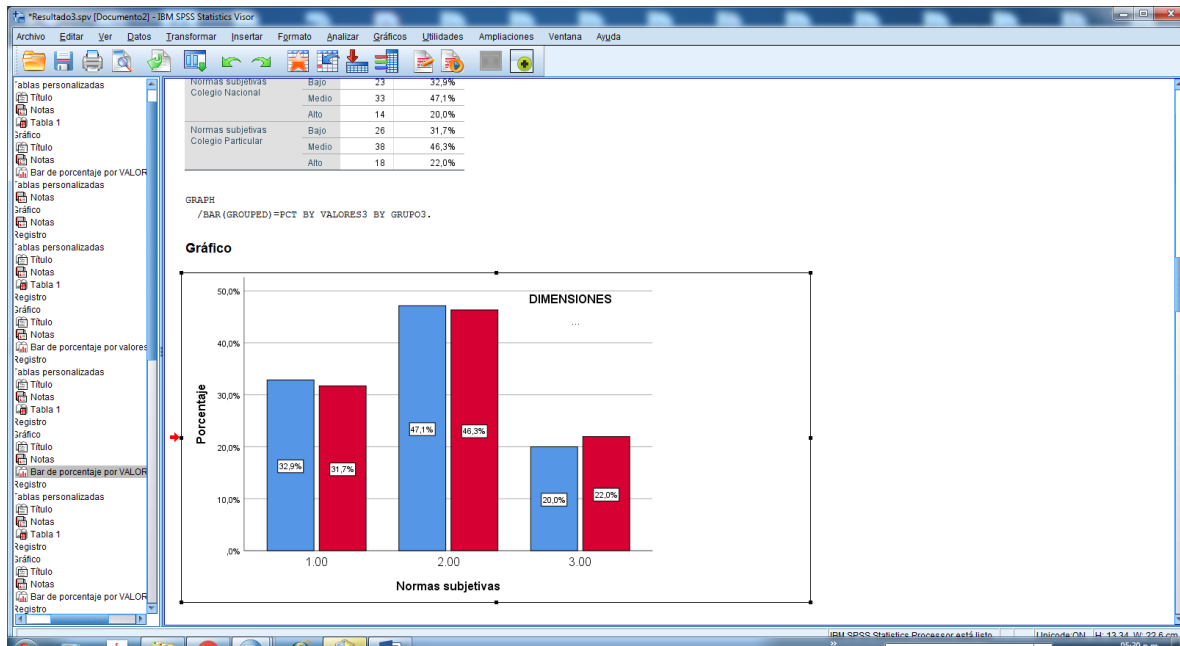 *Resultado3.spv [Documento2] - IBM SPSS Statistics Visor
Archivo Editar Ver Datos Transformar Insertar Formato Analizar Gráficos Utilidades Ampliaciones Ventana Ayuda
Tablas personalizadas
Título
Notas
Tabla 1
Gráfico
Título
Notas
Bar de porcentaje por VALOR
Tablas personalizadas
Notas
Gráfico
Notas
Registro
Tablas personalizadas
Título
Notas
Tabla 1
Registro
Gráfico
Título
Notas
Bar de porcentaje por valores
Registro
Tablas personalizadas
Título
Notas
Tabla 1
Registro
Gráfico
Título
Notas
Bar de porcentaje por VALOR
Registro
Tablas personalizadas
Título
Notas
Tabla 1
Registro
Gráfico
Título
Notas
Bar de porcentaje por VALOR
Registro
Normas subjetivas Bajo 23 32,9%
Colegio Nacional
Medio 33 47,1%
Alto 14 20,0%
Normas subjetivas Bajo 26 31,7%
Colegio Particular
Medio 38 46,3%
Alto 18 22,0%
GRAPH
/BAR(GROUPED)=PCT BY VALORES3 BY GRUPO3.
Gráfico
DIMENSIONES
...
Porcentaje
50,0%
40,0%
30,0%
20,0%
10,0%
,0%
32,9%
31,7%
47,1%
46,3%
20,0%
22,0%
1.00 2.00 3.00
Normas subjetivas
IBM SPSS Statistics Processor está listo Unicode:ON H: 13,34, W: 22,6 cm
05:20 p.m.